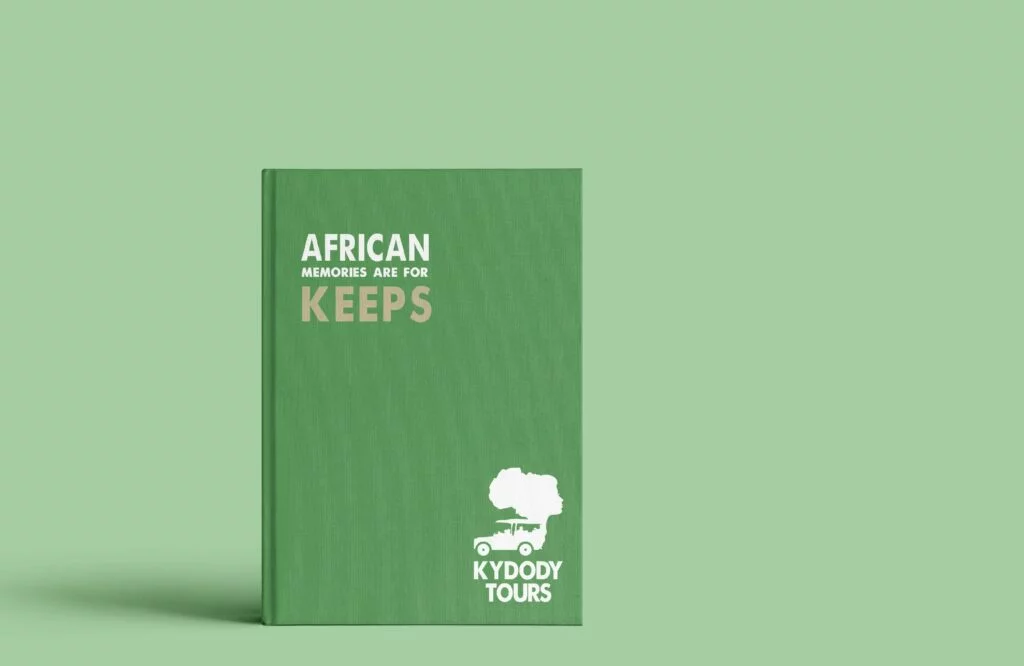 AFRICAN
MEMORIES ARE FOR
KEEPS
KYDODY
TOURS